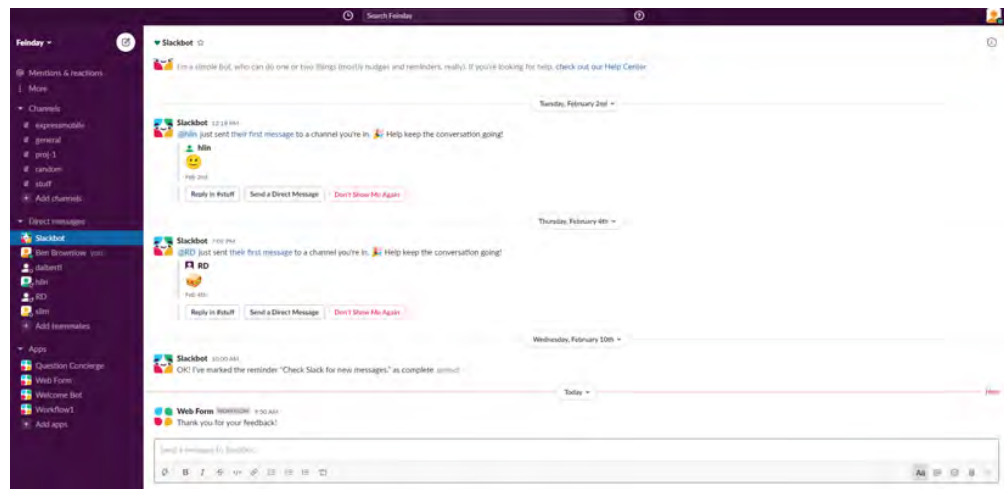 Search Feinday
Feinday
Mentions & reactions
More
Channels
expressmobile
general
proj-1
random
stuff
Add channels
Direct messages
Slackbot
Ben Brownlow you
dalbertf
hlin
RD
slim
Add teammates
Apps
Question Concierge
Web Form
Welcome Bot
Workflow1
Add apps
Slackbot
I'm a simple bot, who can do one or two things (mostly nudges and reminders, really). If you're looking for help, check out our Help Center
Tuesday, February 2nd
Slackbot 12:18 PM
@hlin just sent their first message to a channel you're in. Help keep the conversation going!
hlin
Feb 2nd
Reply in #stuff Send a Direct Message Don't Show Me Again
Thursday, February 4th
Slackbot 7:01 PM
@RD just sent their first message to a channel you're in. Help keep the conversation going!
RD
Feb 4th
Reply in #stuff Send a Direct Message Don't Show Me Again
Wednesday, February 10th
Slackbot 10:00 AM
OK! I've marked the reminder "Check Slack for new messages." as complete
Today
New
Web Form WORKFLOW 9:50 AM
Thank you for your feedback!
Send a message to Slackbot
Aa